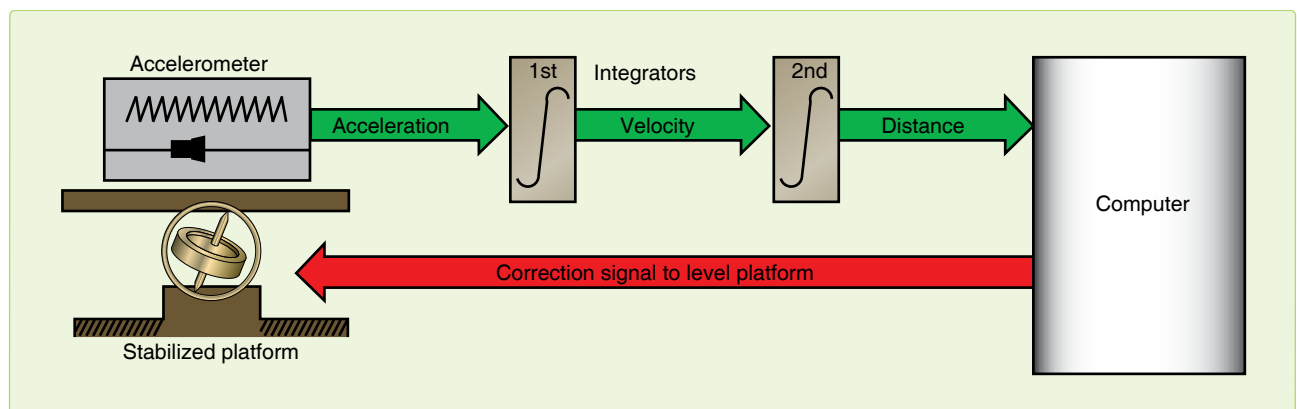 Accelerometer
1st
Integrators
2nd
Acceleration
Velocity
Distance
Computer
Correction signal to level platform
Stabilized platform